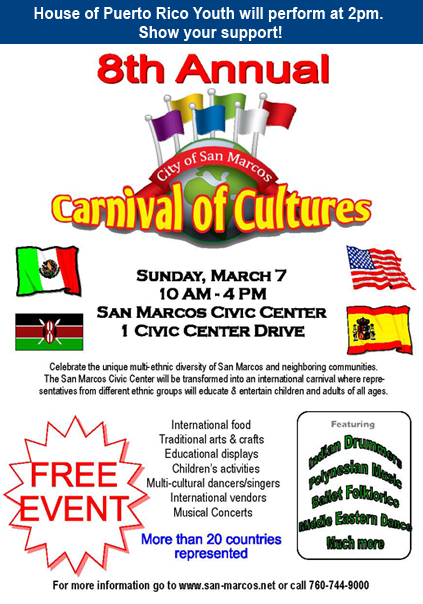 House of Puerto Rico Youth will perform at 2pm.
Show your support!
8th Annual
City of San Marcos
Carnival of Cultures
Sunday, March 7
10 AM - 4 PM
San Marcos Civic Center
1 Civic Center Drive
Celebrate the unique multi-ethnic diversity of San Marcos and neighboring communities.
The San Marcos Civic Center will be transformed into an international carnival where repre-
sentatives from different ethnic groups will educate & entertain children and adults of all ages.
FREE
EVENT
International food
Traditional arts & crafts
Educational displays
Children's activities
Multi-cultural dancers/singers
International vendors
Musical Concerts
More than 20 countries
represented
Featuring
Indian Drummers
Polynesian Music
Ballet Folklorico
Middle Eastern Dance
Much more
For more information go to www.san-marcos.net or call 760-744-9000